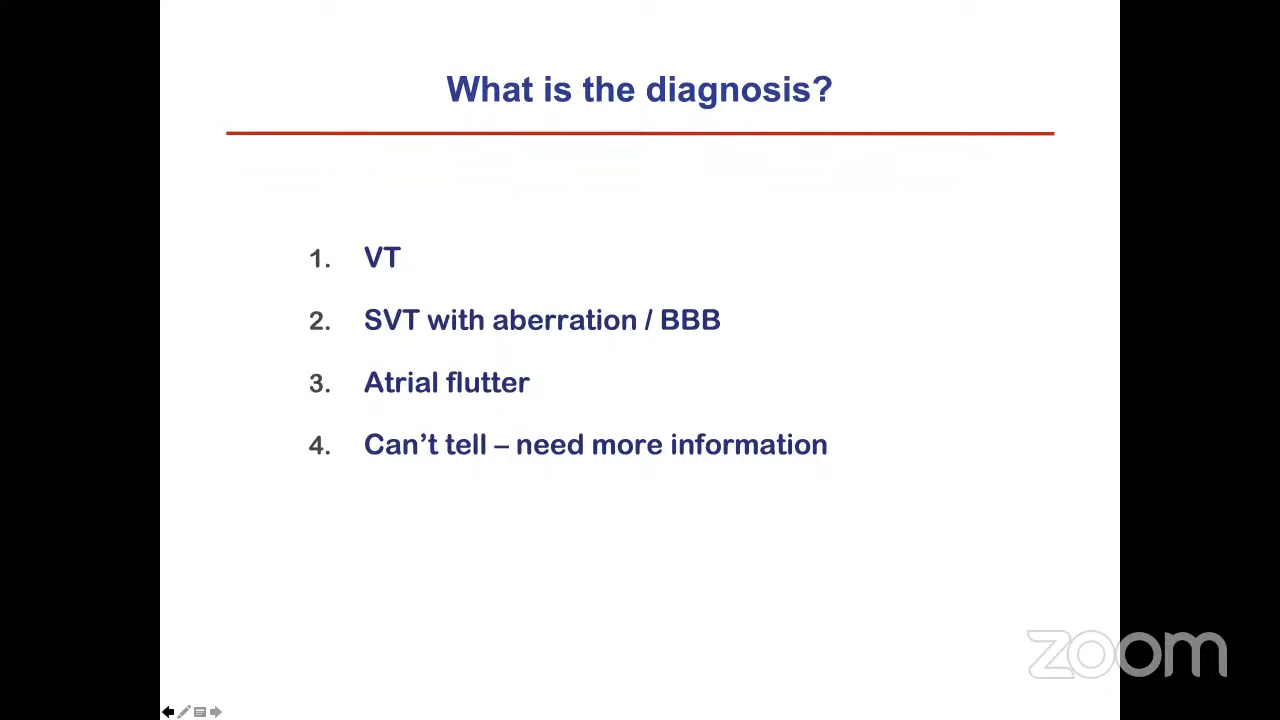 What is the diagnosis?
1. VT
2. SVT with aberration / BBB
3. Atrial flutter
4. Can’t tell – need more information
zoom